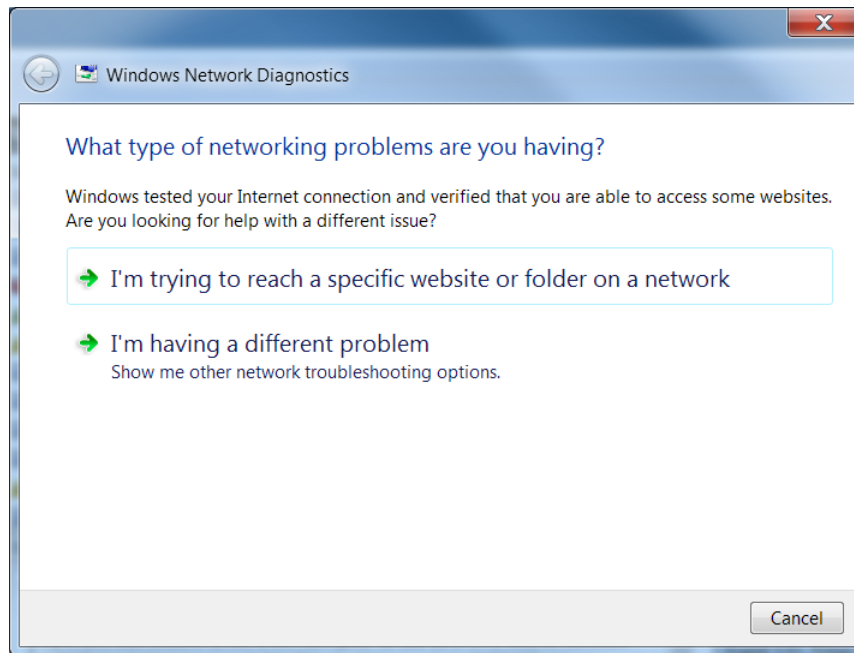 Windows Network Diagnostics
What type of networking problems are you having?
Windows tested your Internet connection and verified that you are able to access some websites.
Are you looking for help with a different issue?
I'm trying to reach a specific website or folder on a network
I'm having a different problem
Show me other network troubleshooting options.
Cancel